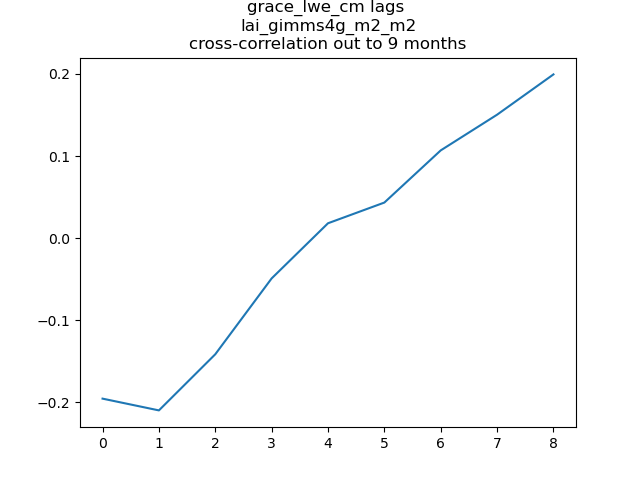 grace_lwe_cm lags
lai_gimms4g_m2_m2
cross-correlation out to 9 months
0.2
0.1
0.0
−0.1
−0.2
0 1 2 3 4 5 6 7 8